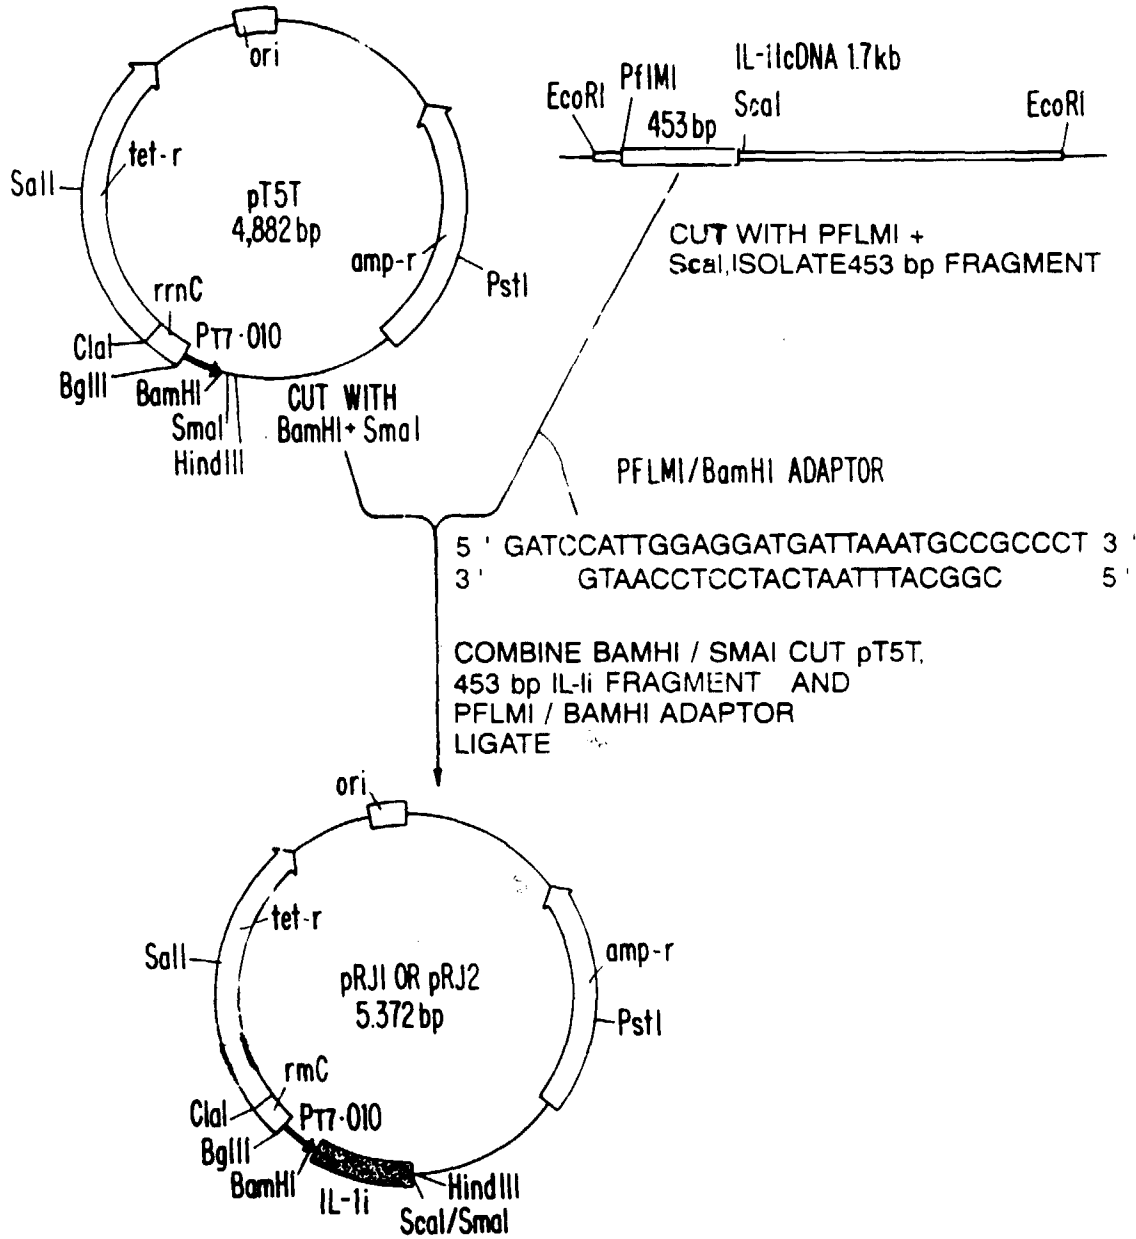 ori
tet-r
SalI
pT5T
4,882 bp
amp-r
PstI
rrnC
PT7·010
ClaI
BglII
BamHI
SmaI
HindIII
CUT WITH
BamHI + SmaI
IL-1icDNA 1.7kb
EcoRI
PflMI
453 bp
ScaI
EcoRI
CUT WITH PFLMI +
ScaI,ISOLATE453 bp FRAGMENT
PFLMI/BamHI ADAPTOR
5 ' GATCCATTGGAGGATGATTAAATGCCGCCCT 3 '
3 ' GTAACCTCCTACTAATTTACGGC 5 '
COMBINE BAMHI / SMAI CUT pT5T,
453 bp IL-Ii FRAGMENT AND
PFLMI / BAMHI ADAPTOR
LIGATE
ori
tet-r
SalI
pRJ1 OR pRJ2
5.372 bp
amp-r
PstI
rmC
ClaI
PT7·010
BglII
BamHI
IL-1i
HindIII
ScaI/SmaI